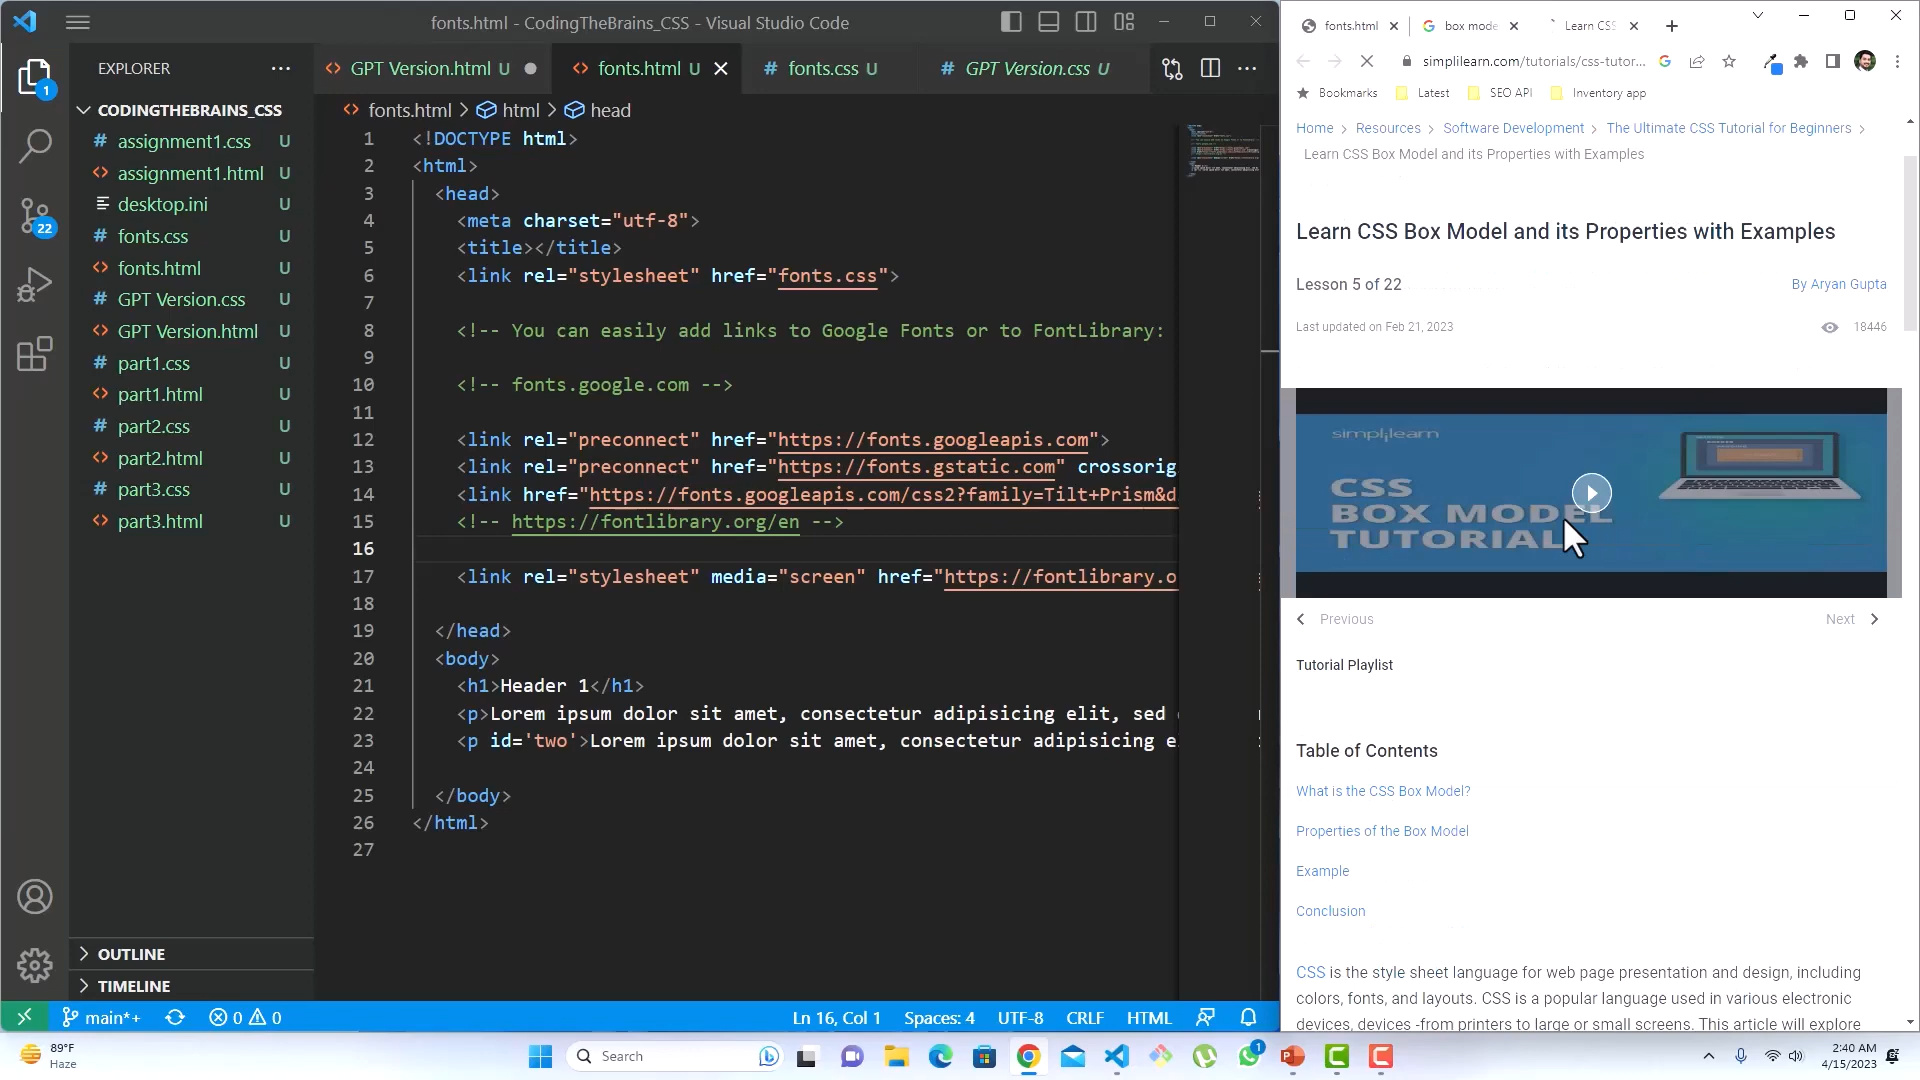 fonts.html - CodingTheBrains_CSS - Visual Studio Code
EXPLORER
CODINGTHEBRAINS_CSS
assignment1.css U
assignment1.html U
desktop.ini U
fonts.css U
fonts.html U
GPT Version.css U
GPT Version.html U
part1.css U
part1.html U
part2.css U
part2.html U
part3.css U
part3.html U
OUTLINE
TIMELINE
1
22
GPT Version.html U
fonts.html U
fonts.css U
GPT Version.css U
fonts.html > html > head
1 <!DOCTYPE html>
2 <html>
3 <head>
4 <meta charset="utf-8">
5 <title></title>
6 <link rel="stylesheet" href="fonts.css">
7
8 <!-- You can easily add links to Google Fonts or to FontLibrary:
9
10 <!-- fonts.google.com -->
11
12 <link rel="preconnect" href="https://fonts.googleapis.com">
13 <link rel="preconnect" href="https://fonts.gstatic.com" crossorig
14 <link href="https://fonts.googleapis.com/css2?family=Tilt+Prism&d
15 <!-- https://fontlibrary.org/en -->
16
17 <link rel="stylesheet" media="screen" href="https://fontlibrary.o
18
19 </head>
20 <body>
21 <h1>Header 1</h1>
22 <p>Lorem ipsum dolor sit amet, consectetur adipisicing elit, sed
23 <p id='two'>Lorem ipsum dolor sit amet, consectetur adipisicing e
24
25 </body>
26 </html>
27
main*+ 0 0 Ln 16, Col 1 Spaces: 4 UTF-8 CRLF HTML
fonts.html
box mode
Learn CSS
simplilearn.com/tutorials/css-tutor...
Bookmarks Latest SEO API Inventory app
Home > Resources > Software Development > The Ultimate CSS Tutorial for Beginners >
Learn CSS Box Model and its Properties with Examples
Learn CSS Box Model and its Properties with Examples
Lesson 5 of 22 By Aryan Gupta
Last updated on Feb 21, 2023 18446
simplilearn
CSS
BOX MODEL
TUTORIAL
Previous Next
Tutorial Playlist
Table of Contents
What is the CSS Box Model?
Properties of the Box Model
Example
Conclusion
CSS is the style sheet language for web page presentation and design, including
colors, fonts, and layouts. CSS is a popular language used in various electronic
devices, devices -from printers to large or small screens. This article will explore
89°F
Haze
Search
1
2:40 AM
4/15/2023